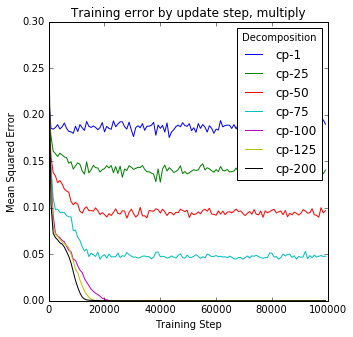 Training error by update step, multiply
0.30
0.25
0.20
0.15
0.10
0.05
0.00
Mean Squared Error
Decomposition
cp-1
cp-25
cp-50
cp-75
cp-100
cp-125
cp-200
0 20000 40000 60000 80000 100000
Training Step